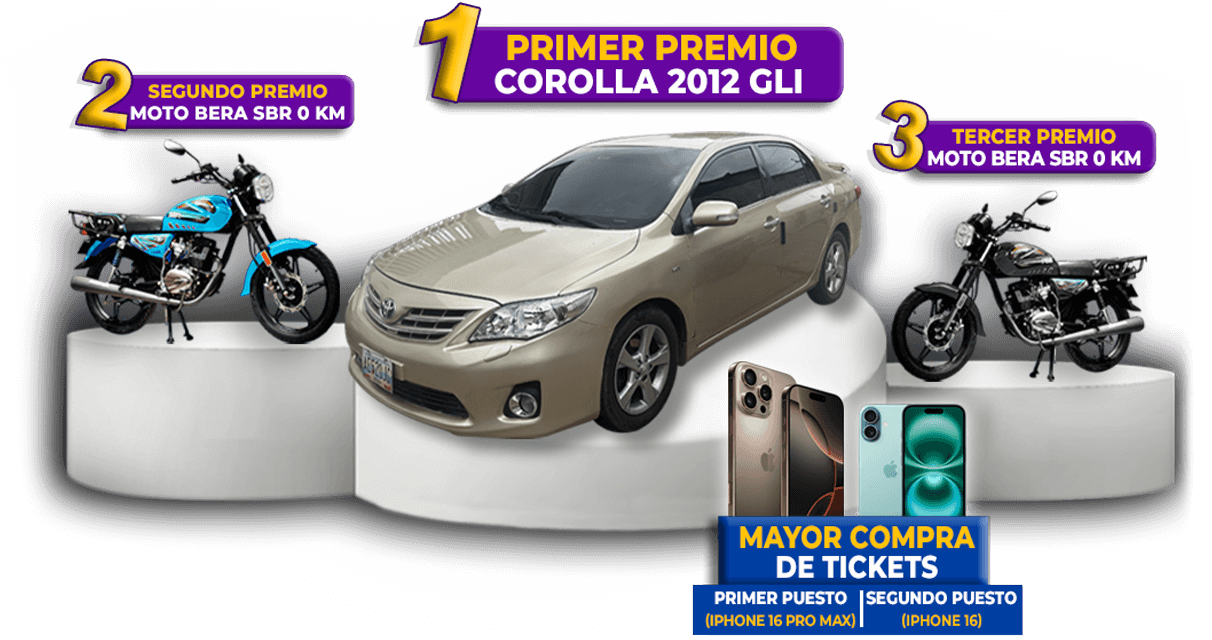 1
PRIMER PREMIO
COROLLA 2012 GLI
2
SEGUNDO PREMIO
MOTO BERA SBR 0 KM
3
TERCER PREMIO
MOTO BERA SBR 0 KM
MAYOR COMPRA
DE TICKETS
PRIMER PUESTO
(IPHONE 16 PRO MAX)
SEGUNDO PUESTO
(IPHONE 16)